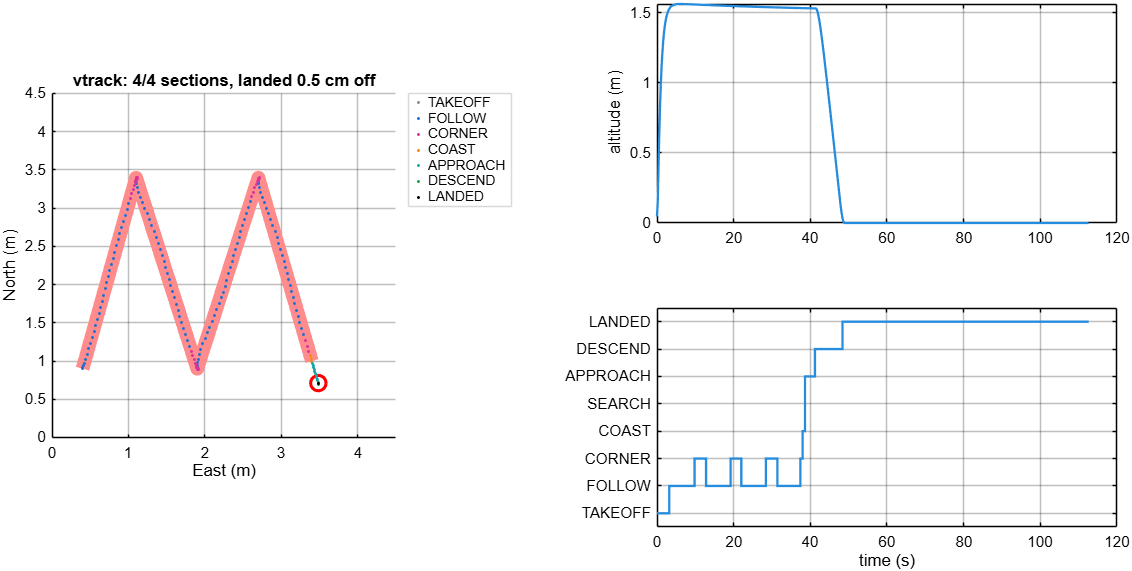 vtrack: 4/4 sections, landed 0.5 cm off
4.5
4
3.5
3
2.5
2
1.5
1
0.5
0
North (m)
0 1 2 3 4
East (m)
TAKEOFF
FOLLOW
CORNER
COAST
APPROACH
DESCEND
LANDED
1.5
1
0.5
0
altitude (m)
0 20 40 60 80 100 120
LANDED
DESCEND
APPROACH
SEARCH
COAST
CORNER
FOLLOW
TAKEOFF
0 20 40 60 80 100 120
time (s)